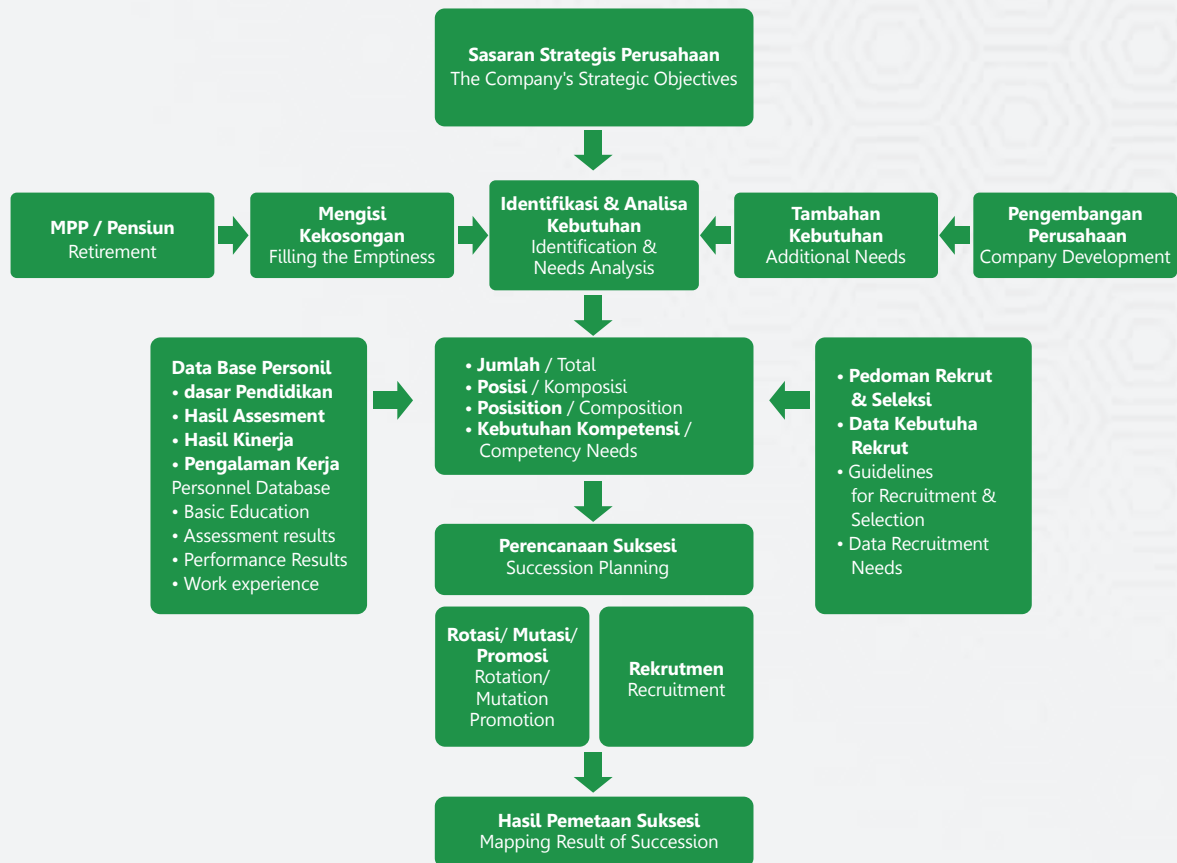 Sasaran Strategis Perusahaan
The Company's Strategic Objectives
MPP / Pensiun
Retirement
Mengisi
Kekosongan
Filling the Emptiness
Identifikasi & Analisa
Kebutuhan
Identification &
Needs Analysis
Tambahan
Kebutuhan
Additional Needs
Pengembangan
Perusahaan
Company Development
Data Base Personil
• dasar Pendidikan
• Hasil Assesment
• Hasil Kinerja
• Pengalaman Kerja
Personnel Database
• Basic Education
• Assessment results
• Performance Results
• Work experience
• Jumlah / Total
• Posisi / Komposisi
• Posisition / Composition
• Kebutuhan Kompetensi /
Competency Needs
• Pedoman Rekrut
& Seleksi
• Data Kebutuha
Rekrut
• Guidelines
for Recruitment &
Selection
• Data Recruitment
Needs
Perencanaan Suksesi
Succession Planning
Rotasi/ Mutasi/
Promosi
Rotation/
Mutation
Promotion
Rekrutmen
Recruitment
Hasil Pemetaan Suksesi
Mapping Result of Succession